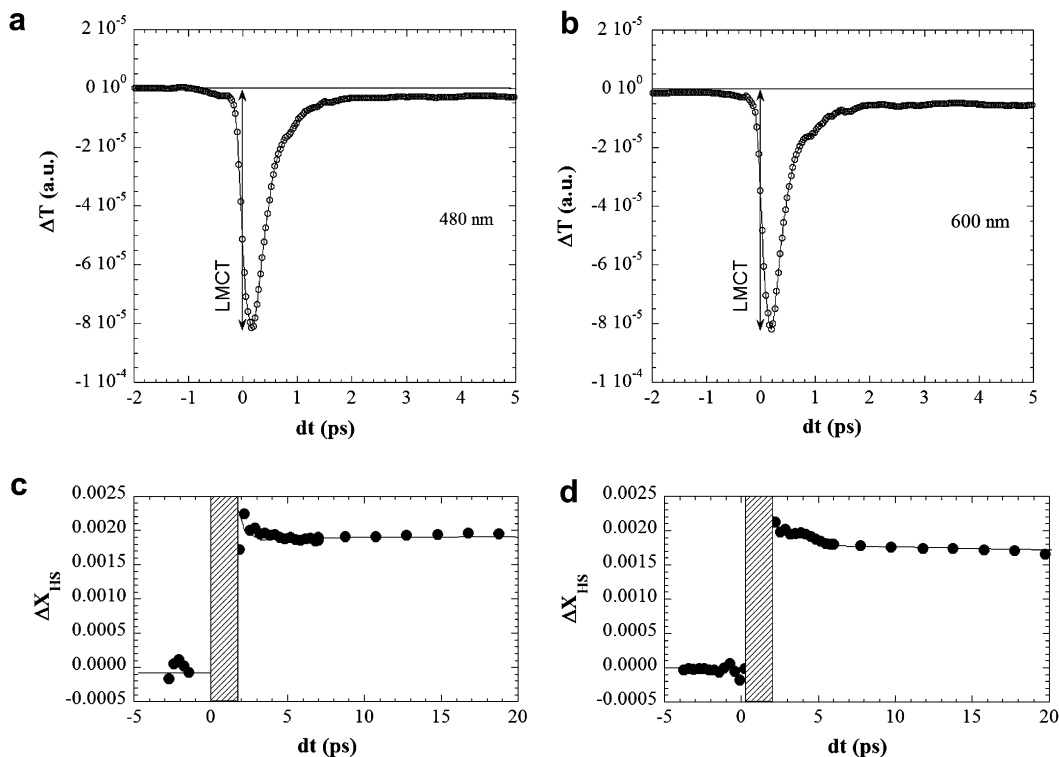 a
2 10⁻⁵
0 10⁰
-2 10⁻⁵
-4 10⁻⁵
-6 10⁻⁵
-8 10⁻⁵
-1 10⁻⁴
ΔT (a.u.)
LMCT
480 nm
-2 -1 0 1 2 3 4 5
dt (ps)
b
2 10⁻⁵
0 10⁰
-2 10⁻⁵
-4 10⁻⁵
-6 10⁻⁵
-8 10⁻⁵
-1 10⁻⁴
ΔT (a.u.)
LMCT
600 nm
-2 -1 0 1 2 3 4 5
dt (ps)
c
0.0025
0.0020
0.0015
0.0010
0.0005
0.0000
-0.0005
ΔX_HS
-5 0 5 10 15 20
dt (ps)
d
0.0025
0.0020
0.0015
0.0010
0.0005
0.0000
-0.0005
ΔX_HS
-5 0 5 10 15 20
dt (ps)